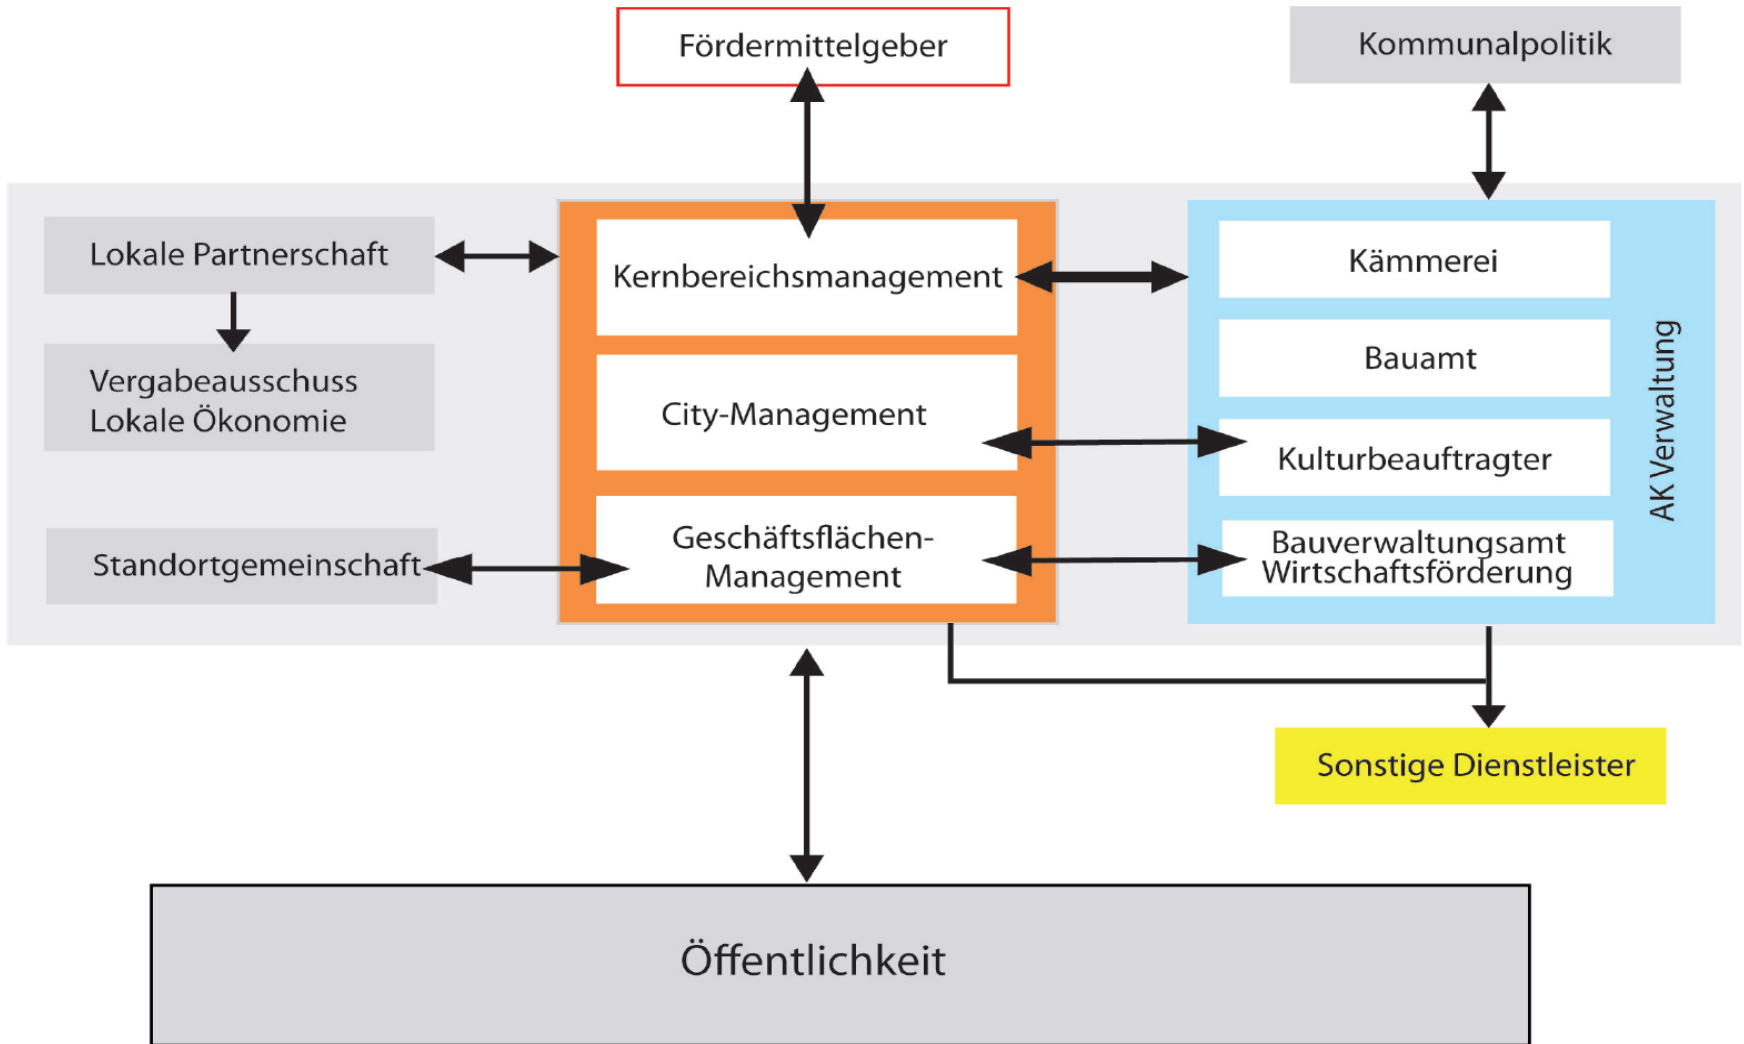 Fördermittelgeber
Kommunalpolitik
Lokale Partnerschaft
Vergabeausschuss
Lokale Ökonomie
Standortgemeinschaft
Kernbereichsmanagement
City-Management
Geschäftsflächen-
Management
Kämmerei
Bauamt
Kulturbeauftragter
Bauverwaltungsamt
Wirtschaftsförderung
AK Verwaltung
Sonstige Dienstleister
Öffentlichkeit